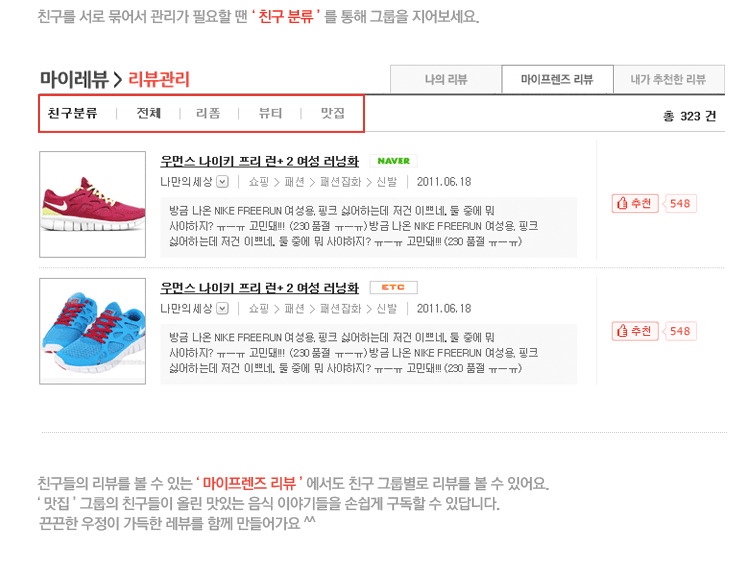 친구를 서로 묶어서 관리가 필요할 땐 ‘ 친구 분류 ’ 를 통해 그룹을 지어보세요.
마이레뷰 > 리뷰관리
나의 리뷰 마이프렌즈 리뷰 내가 추천한 리뷰
친구분류 | 전체 | 리폼 | 뷰티 | 맛집
총 323 건
우먼스 나이키 프리 런+ 2 여성 러닝화 NAVER
나만의세상 | 쇼핑 > 패션 > 패션잡화 > 신발 | 2011.06.18
방금 나온 NIKE FREERUN 여성용, 핑크 싫어하는데 저건 이쁘네, 둘 중에 뭐
사야하지? ㅠㅡㅠ 고민돼!!! (230 품절 ㅠㅡㅠ) 방금 나온 NIKE FREERUN 여성용, 핑크
싫어하는데 저건 이쁘네, 둘 중에 뭐 사야하지? ㅠㅡㅠ 고민돼!!! (230 품절 ㅠㅡㅠ)
추천 548
우먼스 나이키 프리 런+ 2 여성 러닝화 ETC
나만의세상 | 쇼핑 > 패션 > 패션잡화 > 신발 | 2011.06.18
방금 나온 NIKE FREERUN 여성용, 핑크 싫어하는데 저건 이쁘네, 둘 중에 뭐
사야하지? ㅠㅡㅠ 고민돼!!! (230 품절 ㅠㅡㅠ) 방금 나온 NIKE FREERUN 여성용, 핑크
싫어하는데 저건 이쁘네, 둘 중에 뭐 사야하지? ㅠㅡㅠ 고민돼!!! (230 품절 ㅠㅡㅠ)
추천 548
친구들의 리뷰를 볼 수 있는 ‘ 마이프렌즈 리뷰 ’ 에서도 친구 그룹별로 리뷰를 볼 수 있어요.
‘ 맛집 ’ 그룹의 친구들이 올린 맛있는 음식 이야기들을 손쉽게 구독할 수 있답니다.
끈끈한 우정이 가득한 레뷰를 함께 만들어가요 ^^